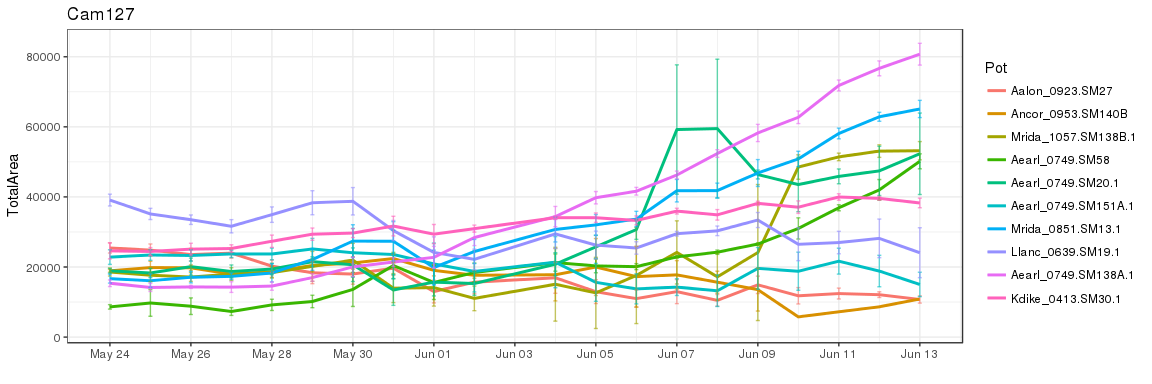 Cam127
TotalArea
80000
60000
40000
20000
0
May 24
May 26
May 28
May 30
Jun 01
Jun 03
Jun 05
Jun 07
Jun 09
Jun 11
Jun 13
Pot
Aalon_0923.SM27
Ancor_0953.SM140B
Mrida_1057.SM138B.1
Aearl_0749.SM58
Aearl_0749.SM20.1
Aearl_0749.SM151A.1
Mrida_0851.SM13.1
Llanc_0639.SM19.1
Aearl_0749.SM138A.1
Kdike_0413.SM30.1